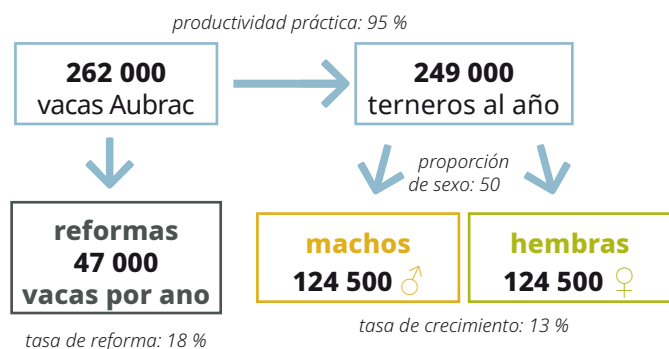 productividad práctica: 95 %
262 000
vacas Aubrac
249 000
terneros al año
proporción
de sexo: 50
reformas
47 000
vacas por ano
machos
124 500 ♂
hembras
124 500 ♀
tasa de reforma: 18 %
tasa de crecimiento: 13 %